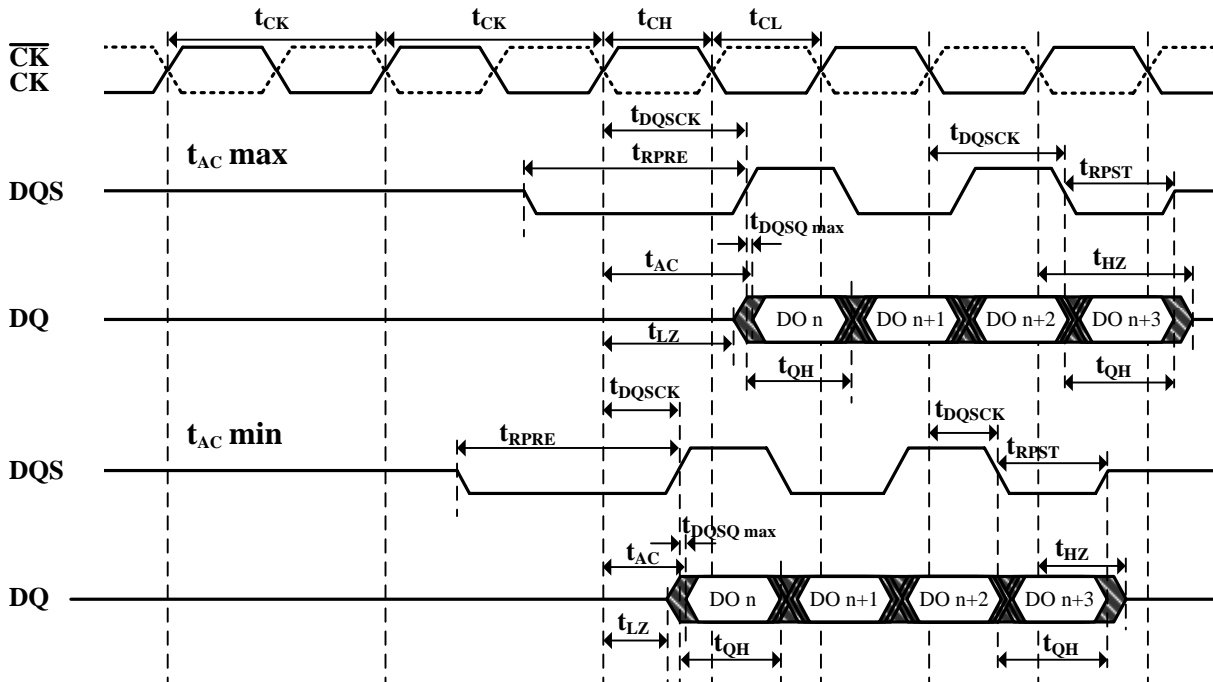 tCK tCK tCH tCL
C̅K̅
CK
tDQSCK
tDQSCK
tAC max
tRPRE
tRPST
DQS
tDQSQ max
tAC
tHZ
DQ
DO n DO n+1 DO n+2 DO n+3
tLZ
tQH
tQH
tDQSCK
tDQSCK
tAC min
tRPRE
tRPST
DQS
tDQSQ max
tAC
tHZ
DQ
DO n DO n+1 DO n+2 DO n+3
tLZ
tQH
tQH